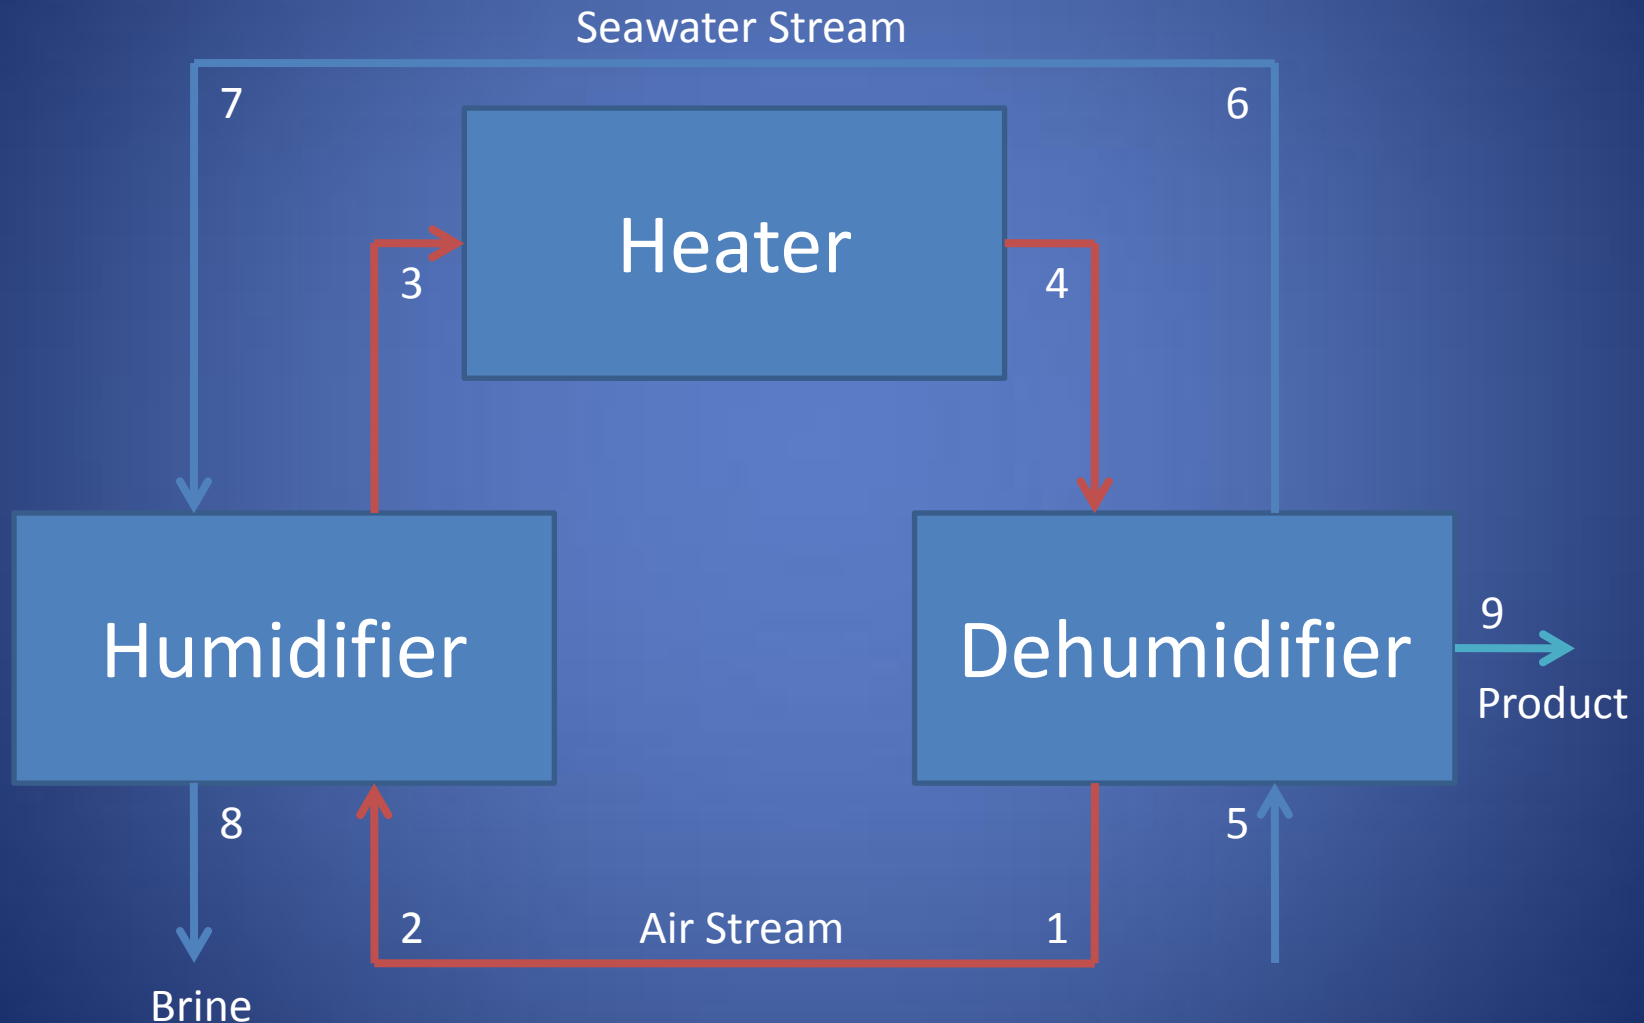 Seawater Stream
7
6
Heater
3
4
Humidifier
Dehumidifier
9
Product
8
5
2
Air Stream
1
Brine